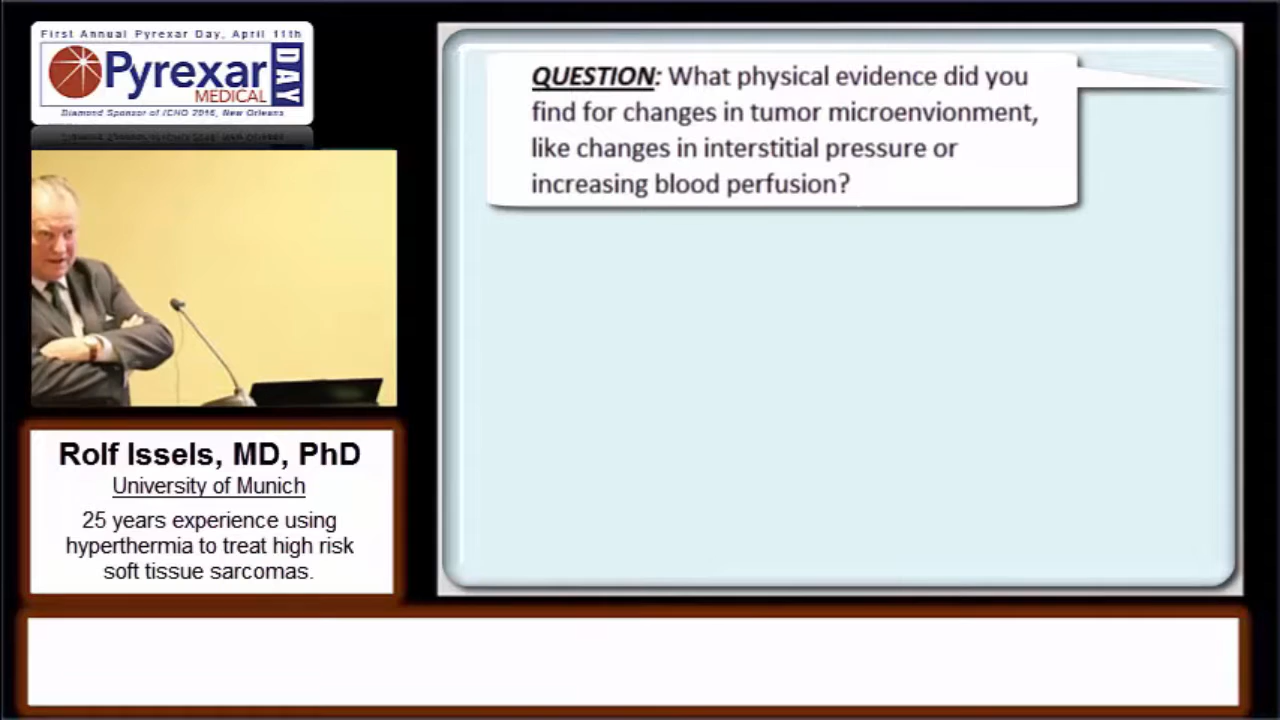 First Annual Pyrexar Day, April 11th
Pyrexar
MEDICAL
DAY
Diamond Sponsor of ICHO 2016, New Orleans
QUESTION: What physical evidence did you
find for changes in tumor microenvionment,
like changes in interstitial pressure or
increasing blood perfusion?
Rolf Issels, MD, PhD
University of Munich
25 years experience using
hyperthermia to treat high risk
soft tissue sarcomas.